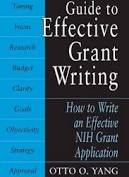 Guide to
Effective
Grant
Writing
How to Write
an Effective
NIH Grant
Application
OTTO O. YANG
Timing
Focus
Research
Budget
Clarity
Goals
Objectivity
Strategy
Approval